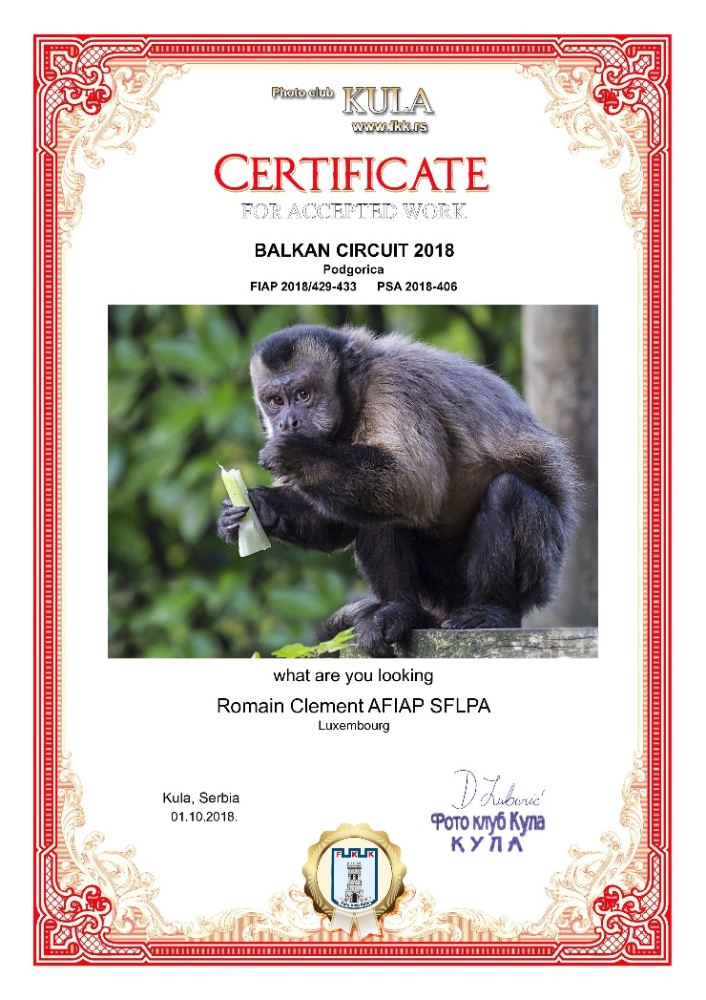 Photo club KULA
www.fkk.rs
CERTIFICATE
FOR ACCEPTED WORK
BALKAN CIRCUIT 2018
Podgorica
FIAP 2018/429-433 PSA 2018-406
what are you looking
Romain Clement AFIAP SFLPA
Luxembourg
Kula, Serbia
01.10.2018.
Фото клуб Кула
КУЛА
F K K